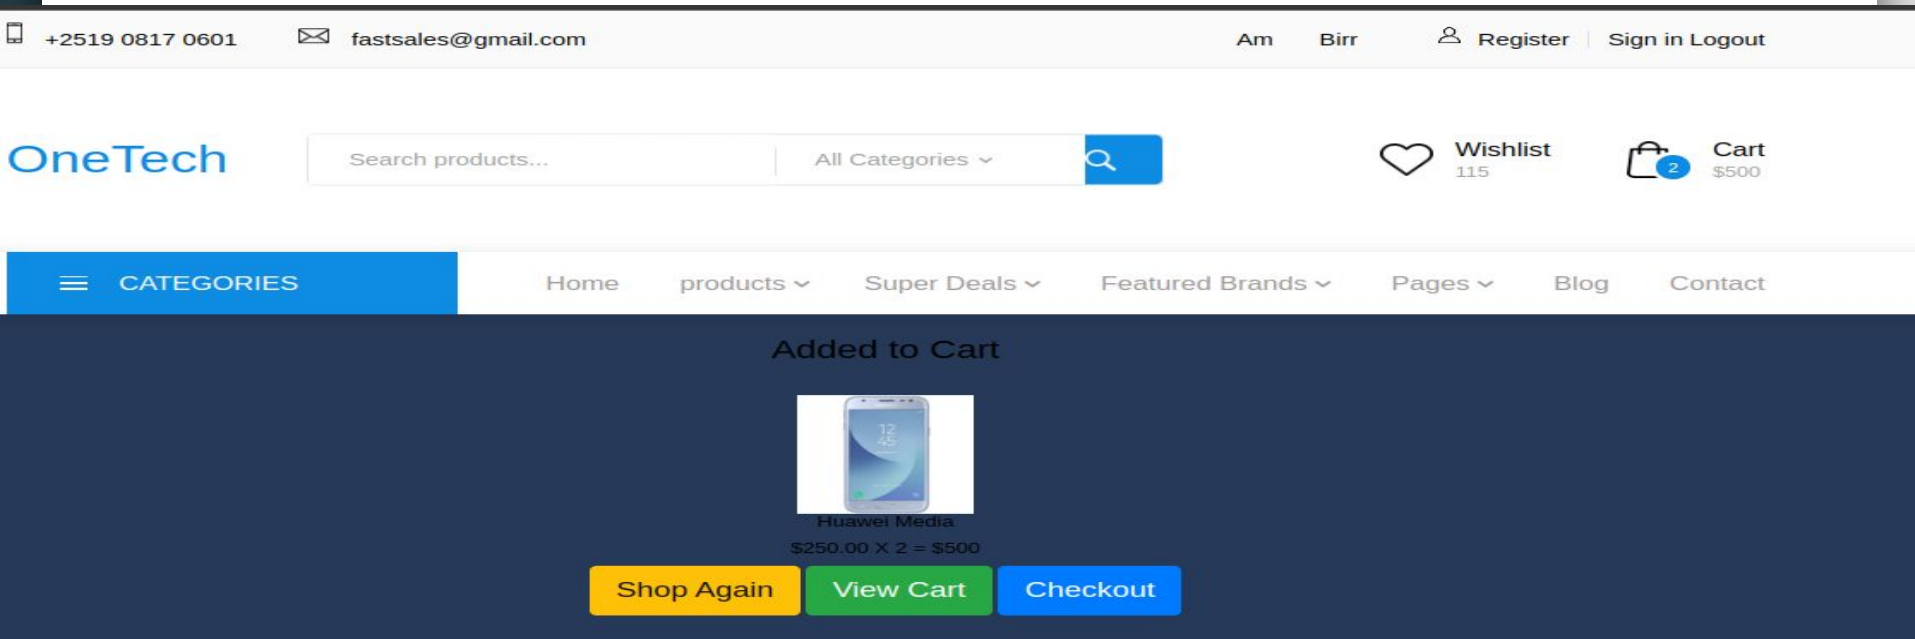 +2519 0817 0601 fastsales@gmail.com Am Birr Register Sign in Logout
OneTech Search products... All Categories Wishlist 115 2 Cart $500
CATEGORIES Home products Super Deals Featured Brands Pages Blog Contact
Added to Cart
12
45
Huawei Media
$250.00 X 2 = $500
Shop Again View Cart Checkout